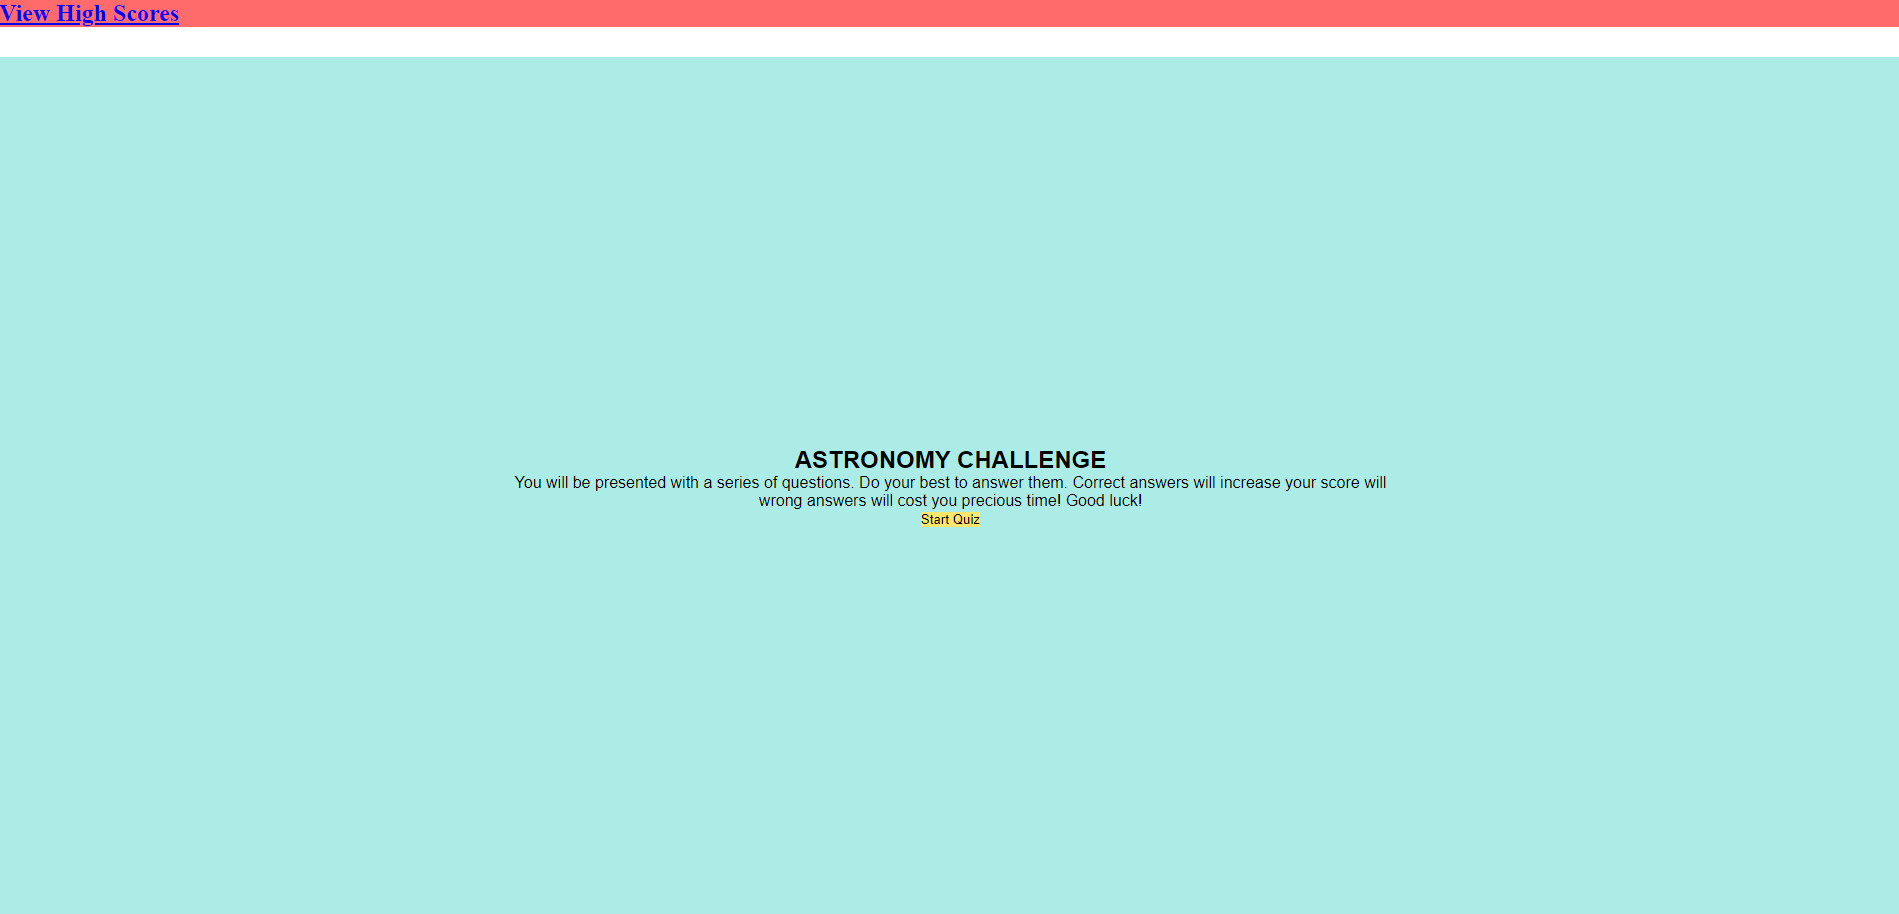 View High Scores
ASTRONOMY CHALLENGE
You will be presented with a series of questions. Do your best to answer them. Correct answers will increase your score will
wrong answers will cost you precious time! Good luck!
Start Quiz